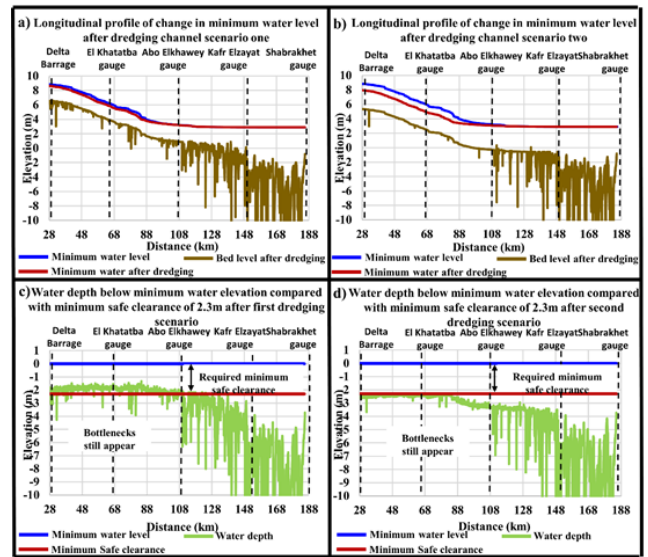 a) Longitudinal profile of change in minimum water level
after dredging channel scenario one
Delta El Khatatba Abo Elkhawey Kafr Elzayat Shabrakhet
Barrage gauge gauge gauge gauge
10
8
6
4
2
0
-2
-4
-6
-8
-10
Elevation (m)
28 48 68 88 108 128 148 168 188
Distance (km)
Minimum water level
Bed level after dredging
Minimum water after dredging
b) Longitudinal profile of change in minimum water level
after dredging channel scenario two
Delta El Khatatba Abo Elkhawey Kafr ElzayatShabrakhet
Barrage gauge gauge gauge gauge
10
8
6
4
2
0
-2
-4
-6
-8
-10
Elevation (m)
28 48 68 88 108 128 148 168 188
Distance (km)
Minimum water level
Bed level after dredging
Minimum water after dredging
c) Water depth below minimum water elevation compared
with minimum safe clearance of 2.3m after first dredging
scenario
Delta El Khatatba Abo Elkhawey Kafr ElzayatShabrakhet
Barrage gauge gauge gauge gauge
1
0
-1
-2
-3
-4
-5
-6
-7
-8
-9
-10
Elevation (m)
Required minimum
safe clearance
Bottlenecks
still appear
28 48 68 88 108 128 148 168 188
Distance (km)
Minimum water level
Water depth
Minimum Safe clearance
d) Water depth below minimum water elevation compared
with minimum safe clearance of 2.3m after second
dredging scenario
Delta El Khatatba Abo Elkhawey Kafr ElzayatShabrakhet
Barrage gauge gauge gauge gauge
1
0
-1
-2
-3
-4
-5
-6
-7
-8
-9
-10
Elevation (m)
Required minimum
safe clearance
Bottlenecks
still appear
28 48 68 88 108 128 148 168 188
Distance (km)
Minimum water level
Water depth
Minimum safe clearance